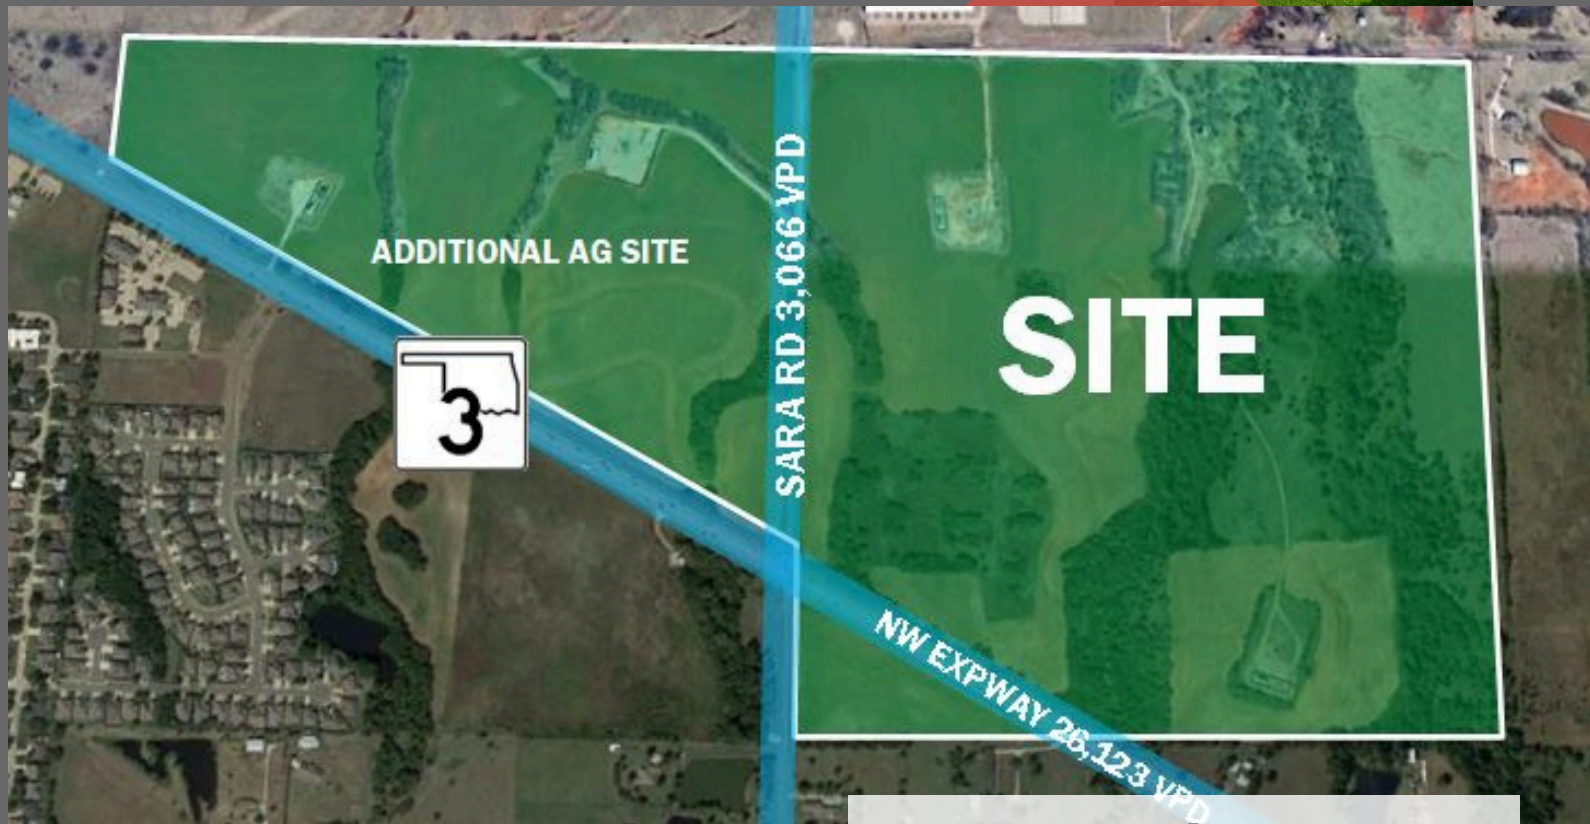 ADDITIONAL AG SITE
SARA RD 3,066 VPD
SITE
3
NW EXPWAY 26,123 VPD